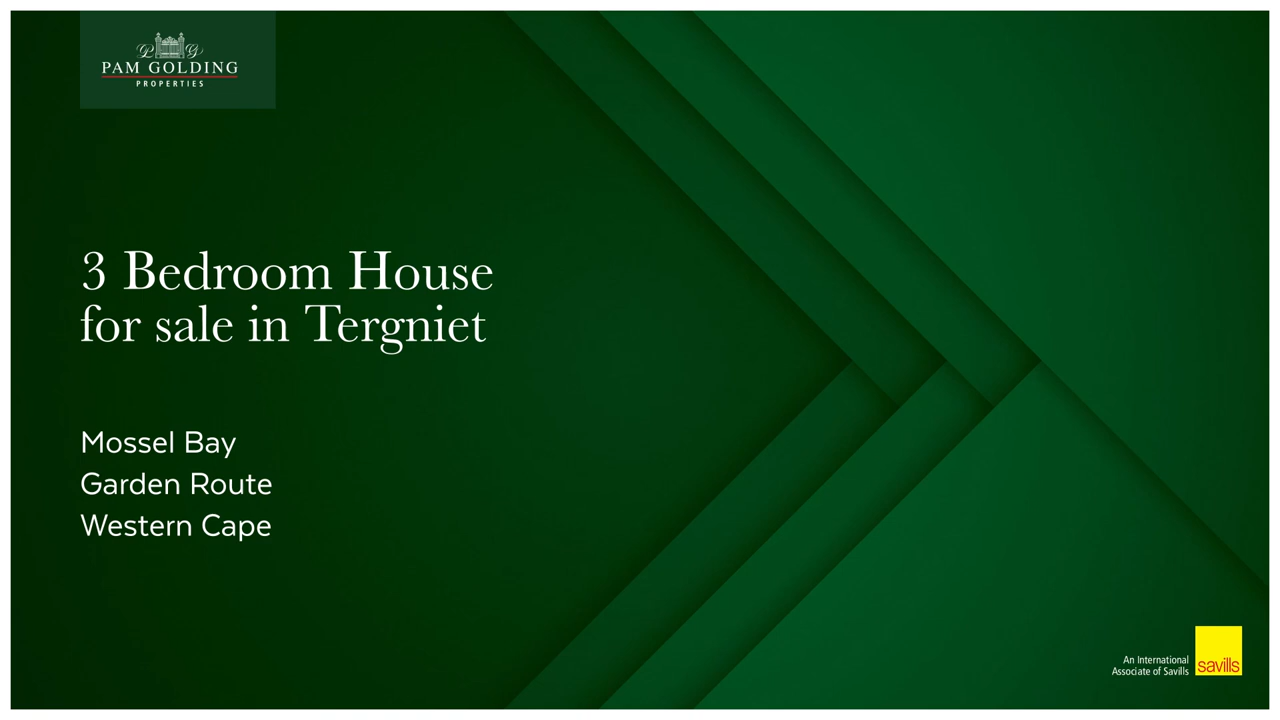 PAM GOLDING
PROPERTIES
3 Bedroom House
for sale in Tergniet
Mossel Bay
Garden Route
Western Cape
An International
Associate of Savills
savills